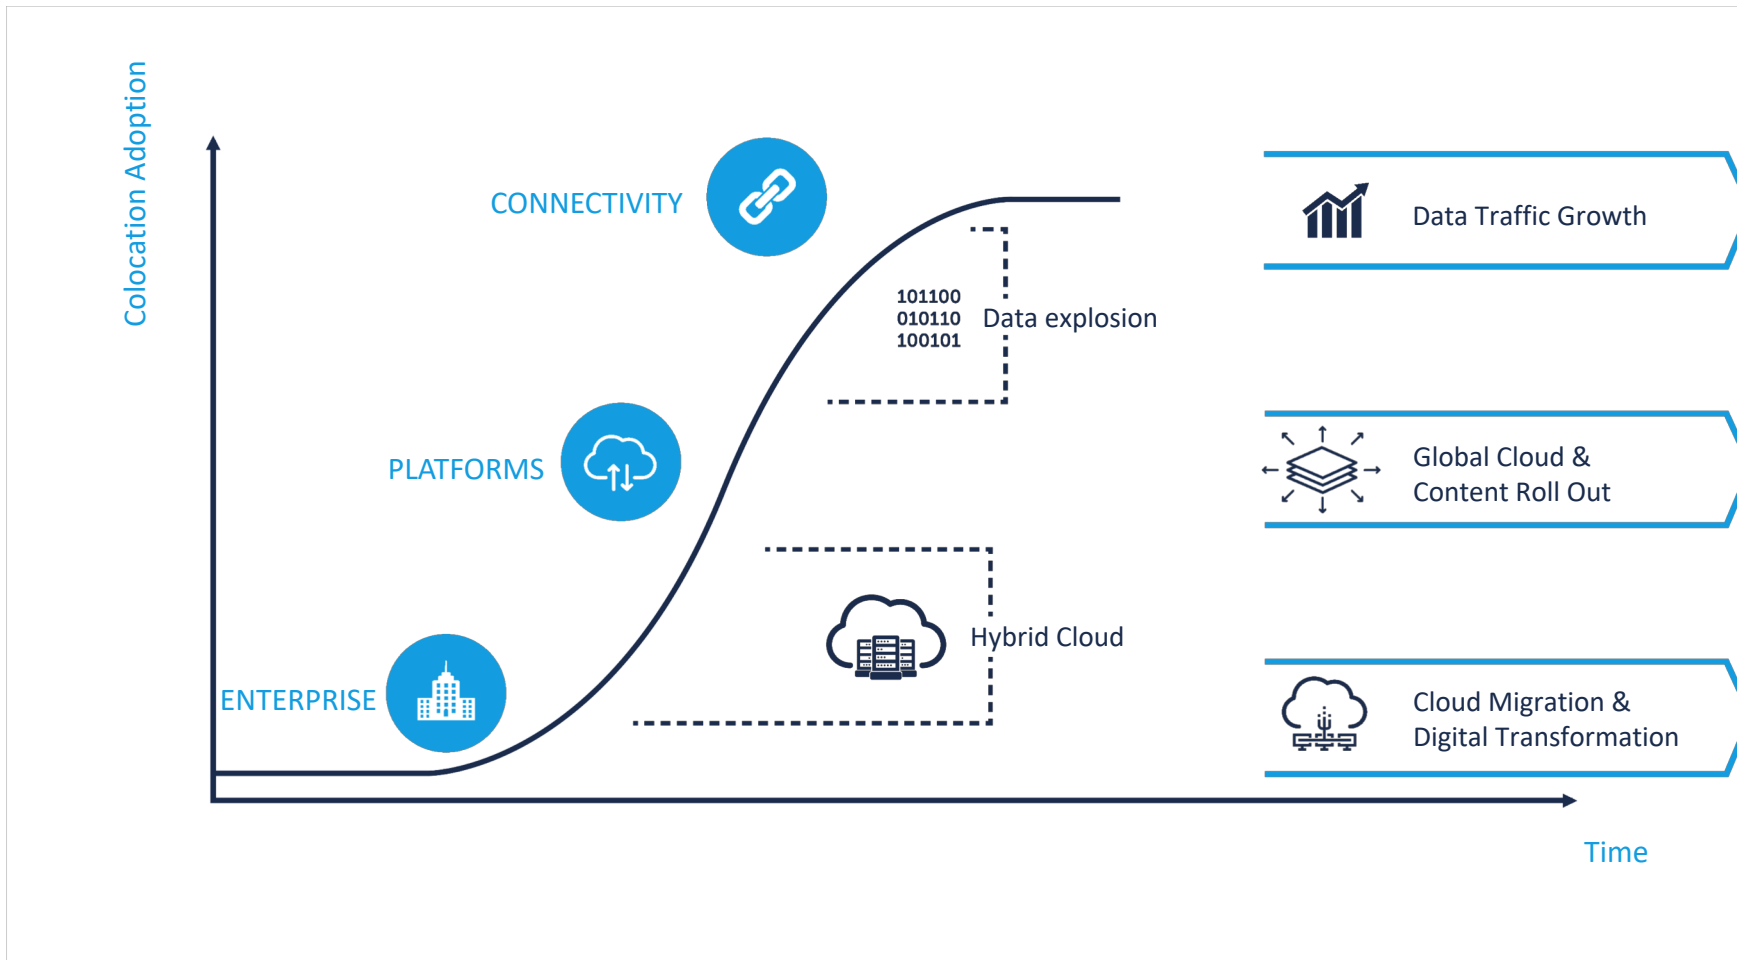 Colocation Adoption
CONNECTIVITY
Data Traffic Growth
101100
010110
100101
Data explosion
PLATFORMS
Global Cloud &
Content Roll Out
Hybrid Cloud
ENTERPRISE
Cloud Migration &
Digital Transformation
Time